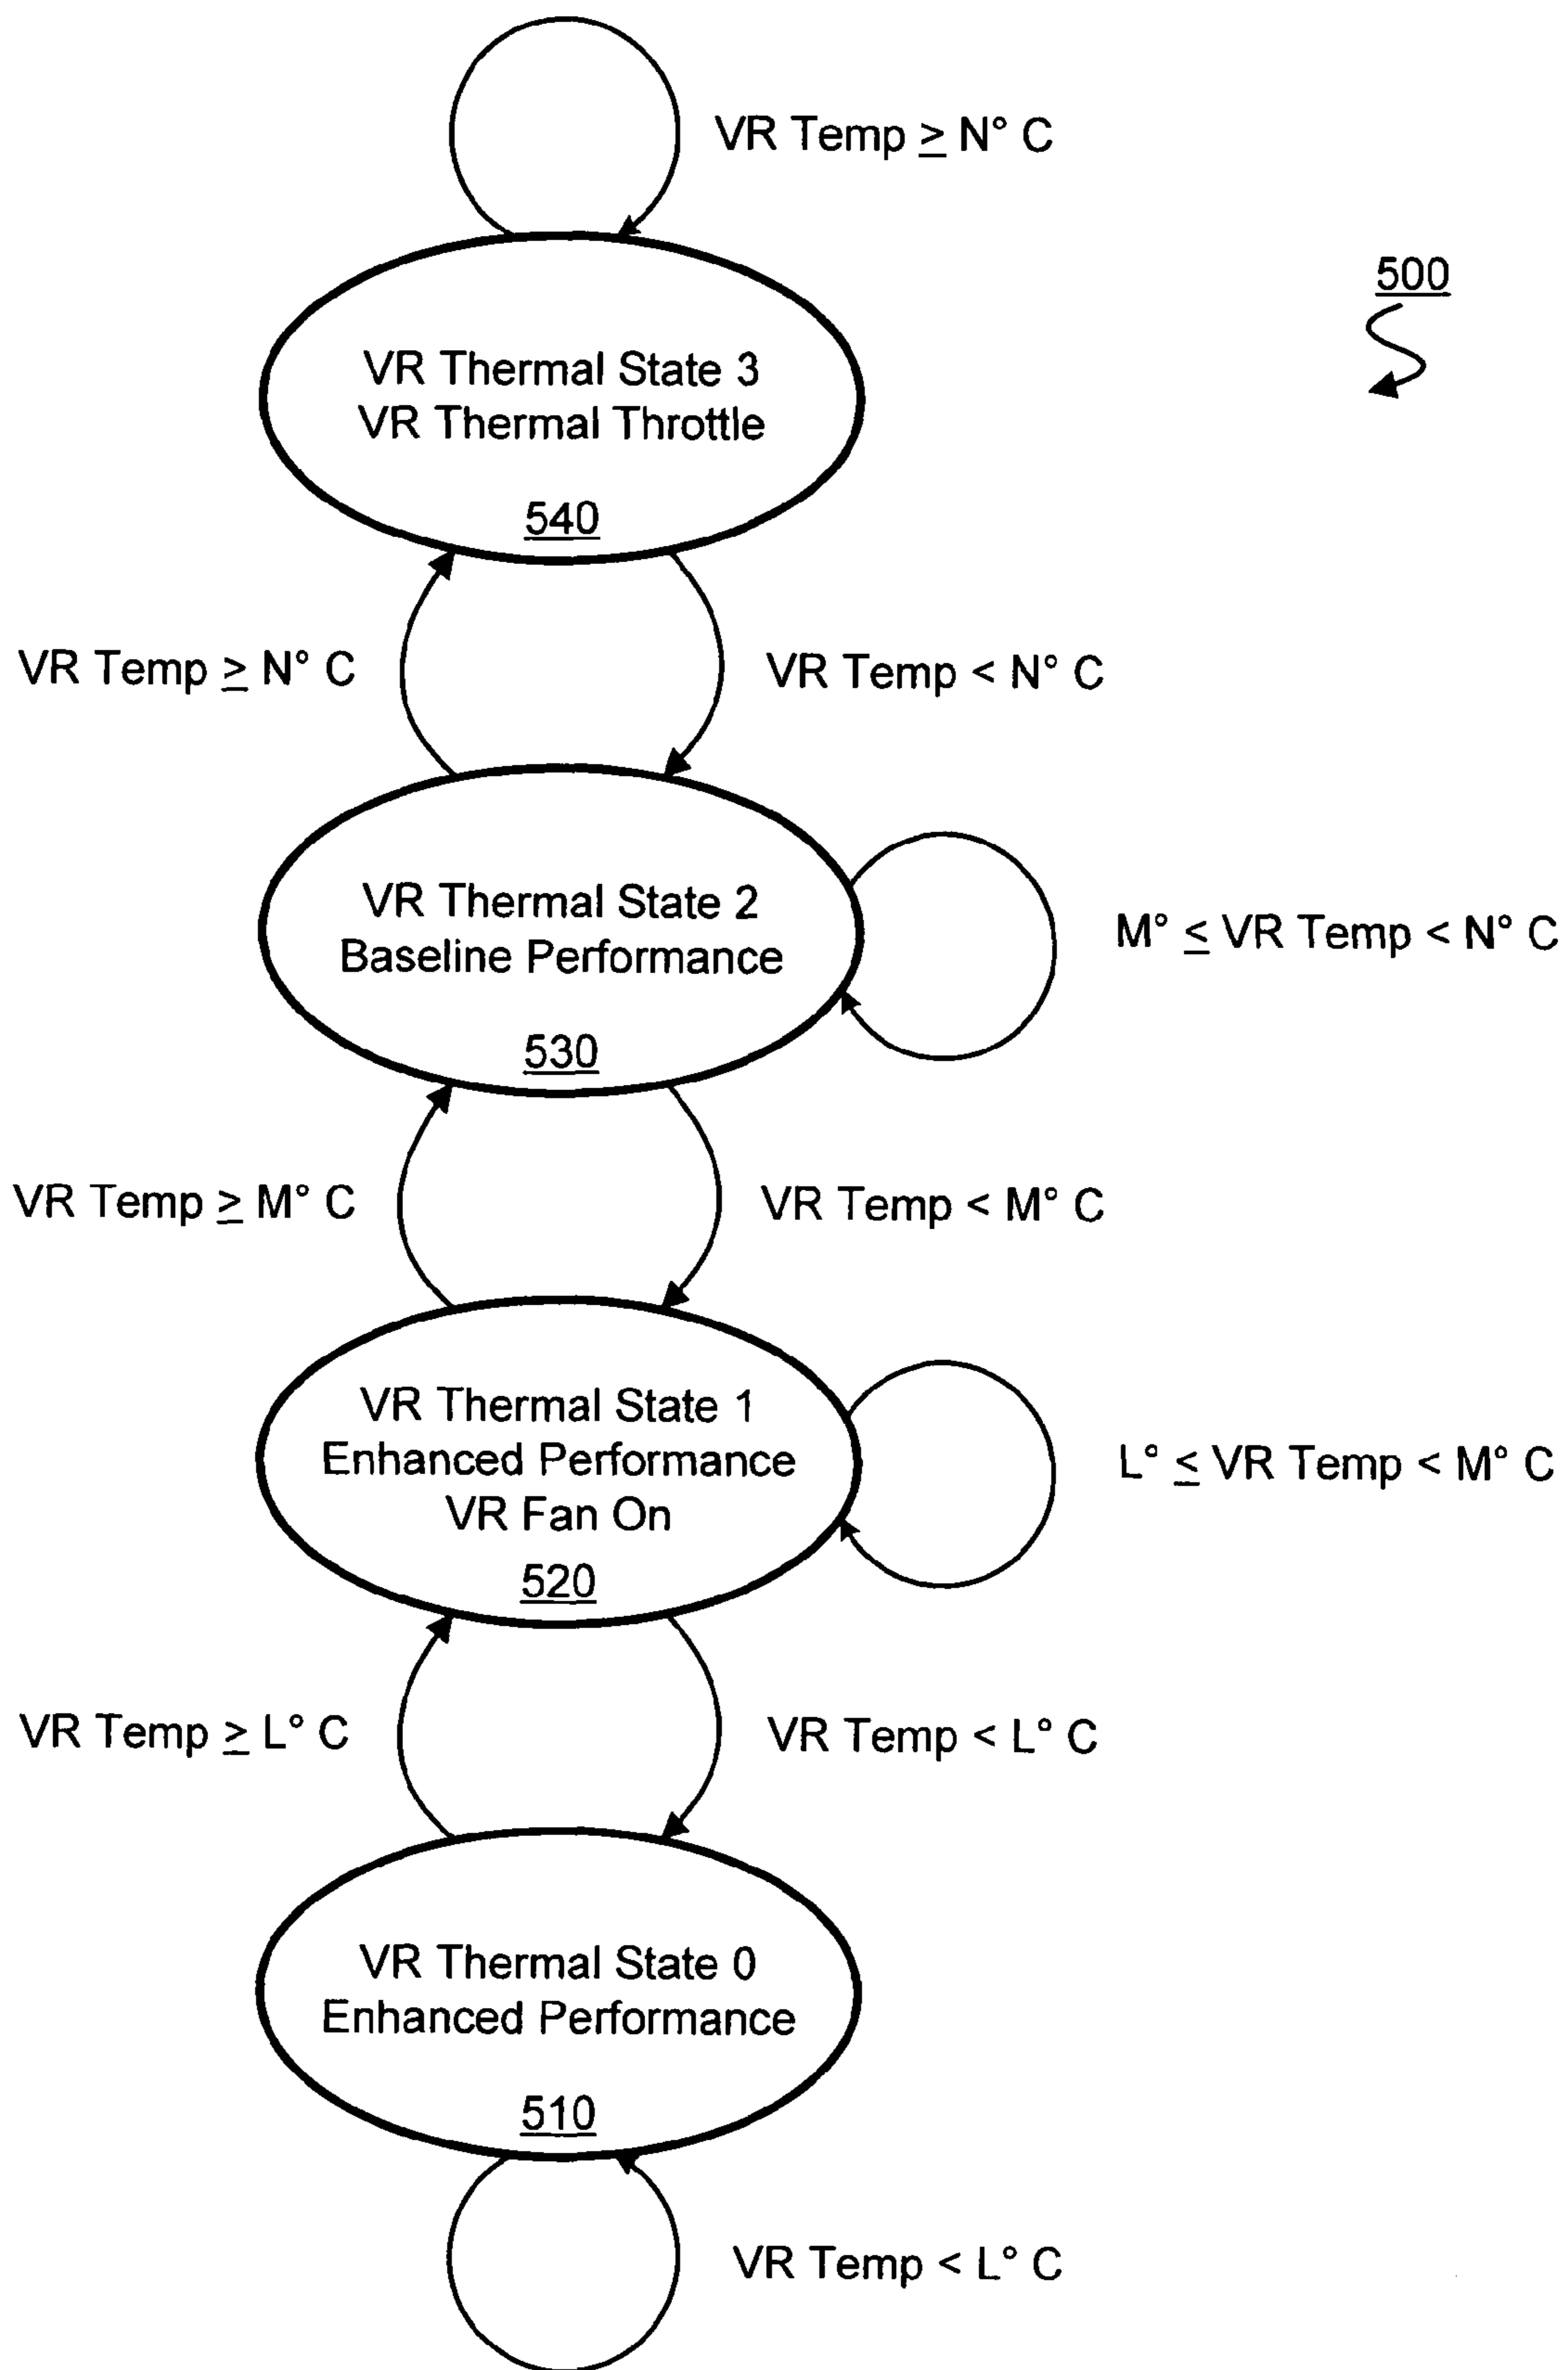 VR Temp ≥ N° C
500
VR Thermal State 3
VR Thermal Throttle
540
VR Temp ≥ N° C
VR Temp < N° C
VR Thermal State 2
Baseline Performance
530
M° ≤ VR Temp < N° C
VR Temp ≥ M° C
VR Temp < M° C
VR Thermal State 1
Enhanced Performance
VR Fan On
520
L° ≤ VR Temp < M° C
VR Temp ≥ L° C
VR Temp < L° C
VR Thermal State 0
Enhanced Performance
510
VR Temp < L° C